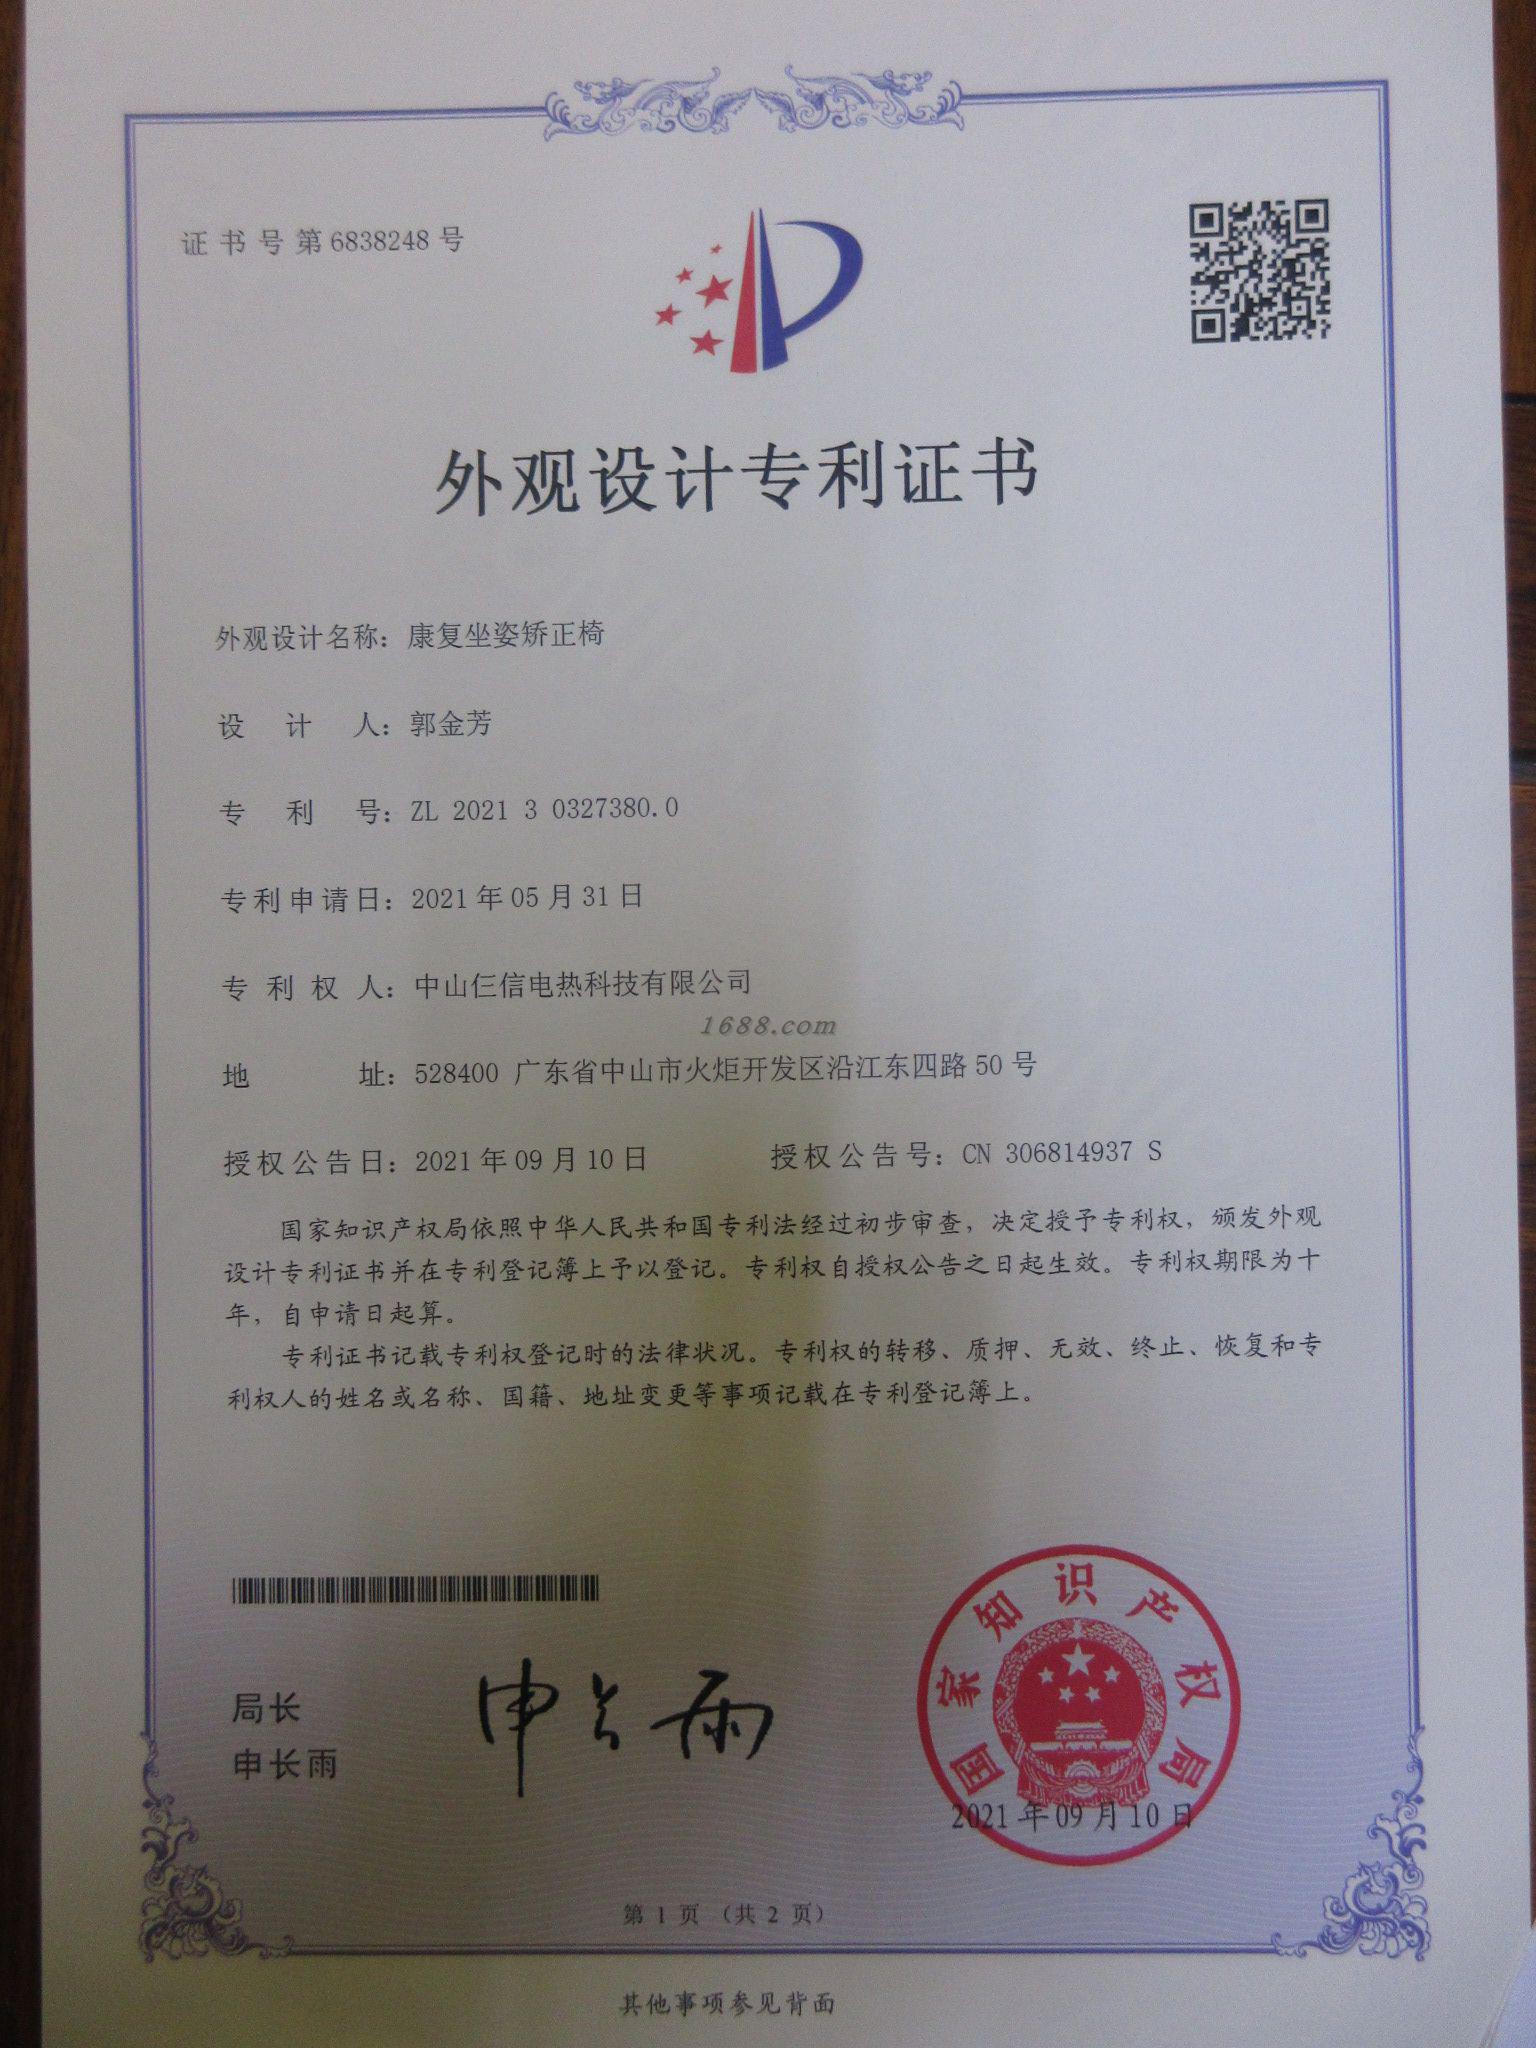 证书号第6838248号
外观设计专利证书
外观设计名称：康复坐姿矫正椅
设计人：郭金芳
专利号：ZL 2021 3 0327380.0
专利申请日：2021年05月31日
专利权人：中山仨信电热科技有限公司
1688.com
地址：528400 广东省中山市火炬开发区沿江东四路50号
授权公告日：2021年09月10日 授权公告号：CN 306814937 S
国家知识产权局依照中华人民共和国专利法经过初步审查，决定授予专利权，颁发外观
设计专利证书并在专利登记簿上予以登记。专利权自授权公告之日起生效。专利权期限为十
年，自申请日起算。
专利证书记载专利权登记时的法律状况。专利权的转移、质押、无效、终止、恢复和专
利权人的姓名或名称、国籍、地址变更等事项记载在专利登记簿上。
局长
申长雨
申长雨
国家知识产权局
2021年09月10日
第 1 页 （共 2 页）
其他事项参见背面